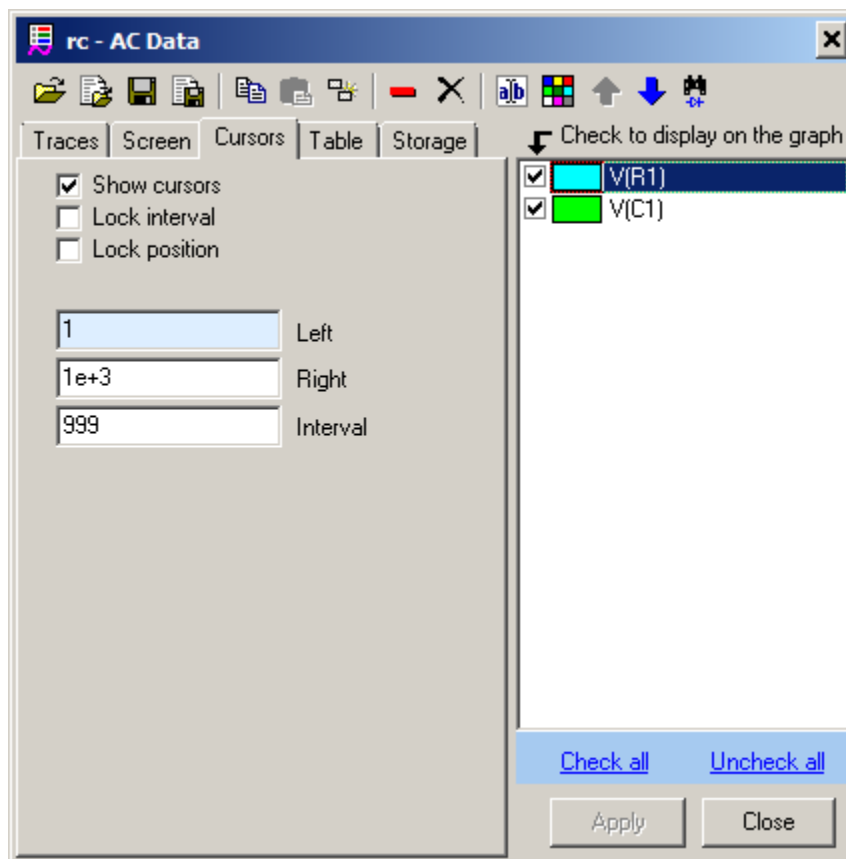 rc - AC Data
Traces Screen Cursors Table Storage
Check to display on the graph
Show cursors
Lock interval
Lock position
1 Left
1e+3 Right
999 Interval
V(R1)
V(C1)
Check all Uncheck all
Apply Close